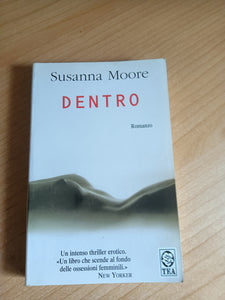 Susanna Moore
DENTRO
Romanzo
Un intenso thriller erotico.
«Un libro che scende al fondo
delle ossessioni femminili.»
NEW YORKER
TEA